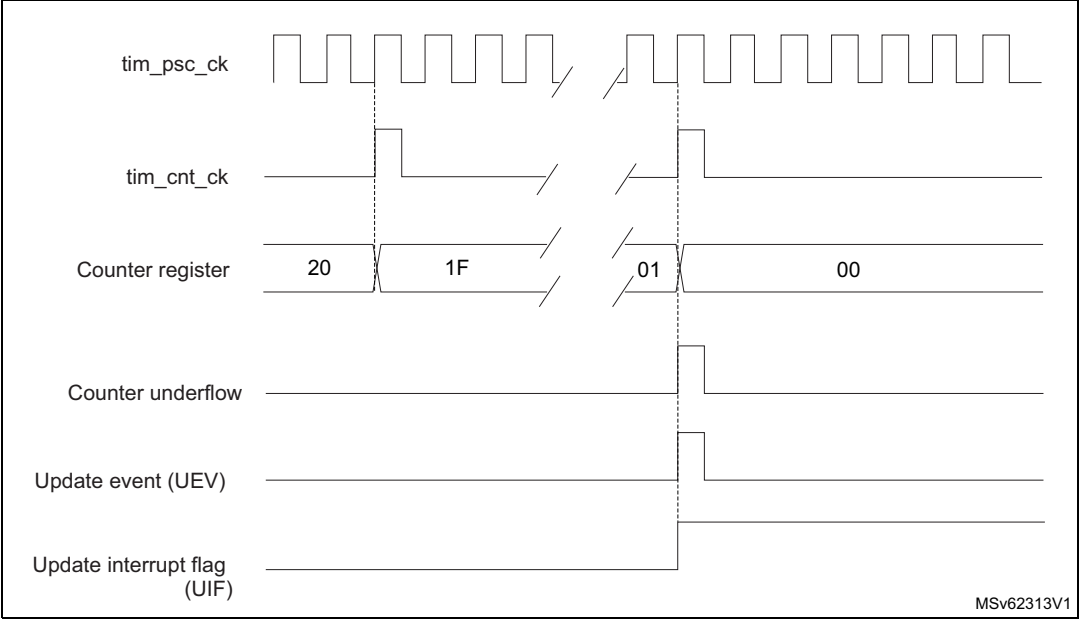 tim_psc_ck
tim_cnt_ck
Counter register
20
1F
01
00
Counter underflow
Update event (UEV)
Update interrupt flag
(UIF)
MSv62313V1